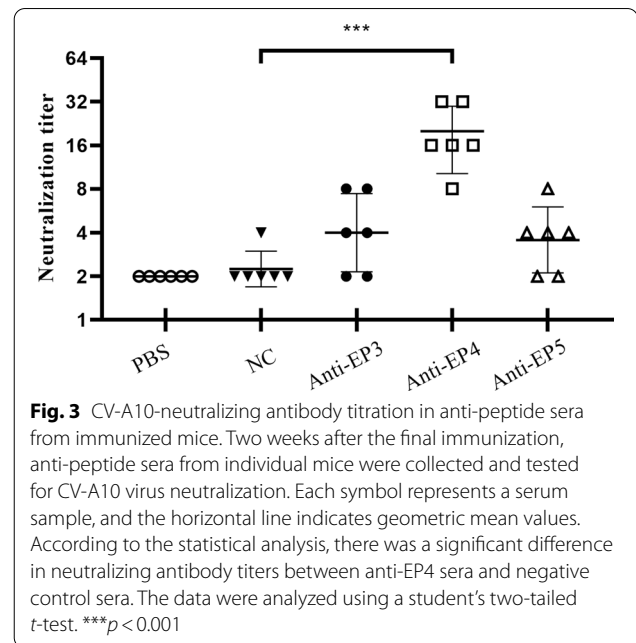 ***
64
32
16
8
4
2
1
Neutralization titer
PBS
NC
Anti-EP3
Anti-EP4
Anti-EP5
Fig. 3 CV-A10-neutralizing antibody titration in anti-peptide sera
from immunized mice. Two weeks after the final immunization,
anti-peptide sera from individual mice were collected and tested
for CV-A10 virus neutralization. Each symbol represents a serum
sample, and the horizontal line indicates geometric mean values.
According to the statistical analysis, there was a significant difference
in neutralizing antibody titers between anti-EP4 sera and negative
control sera. The data were analyzed using a student's two-tailed
t-test. ***p < 0.001